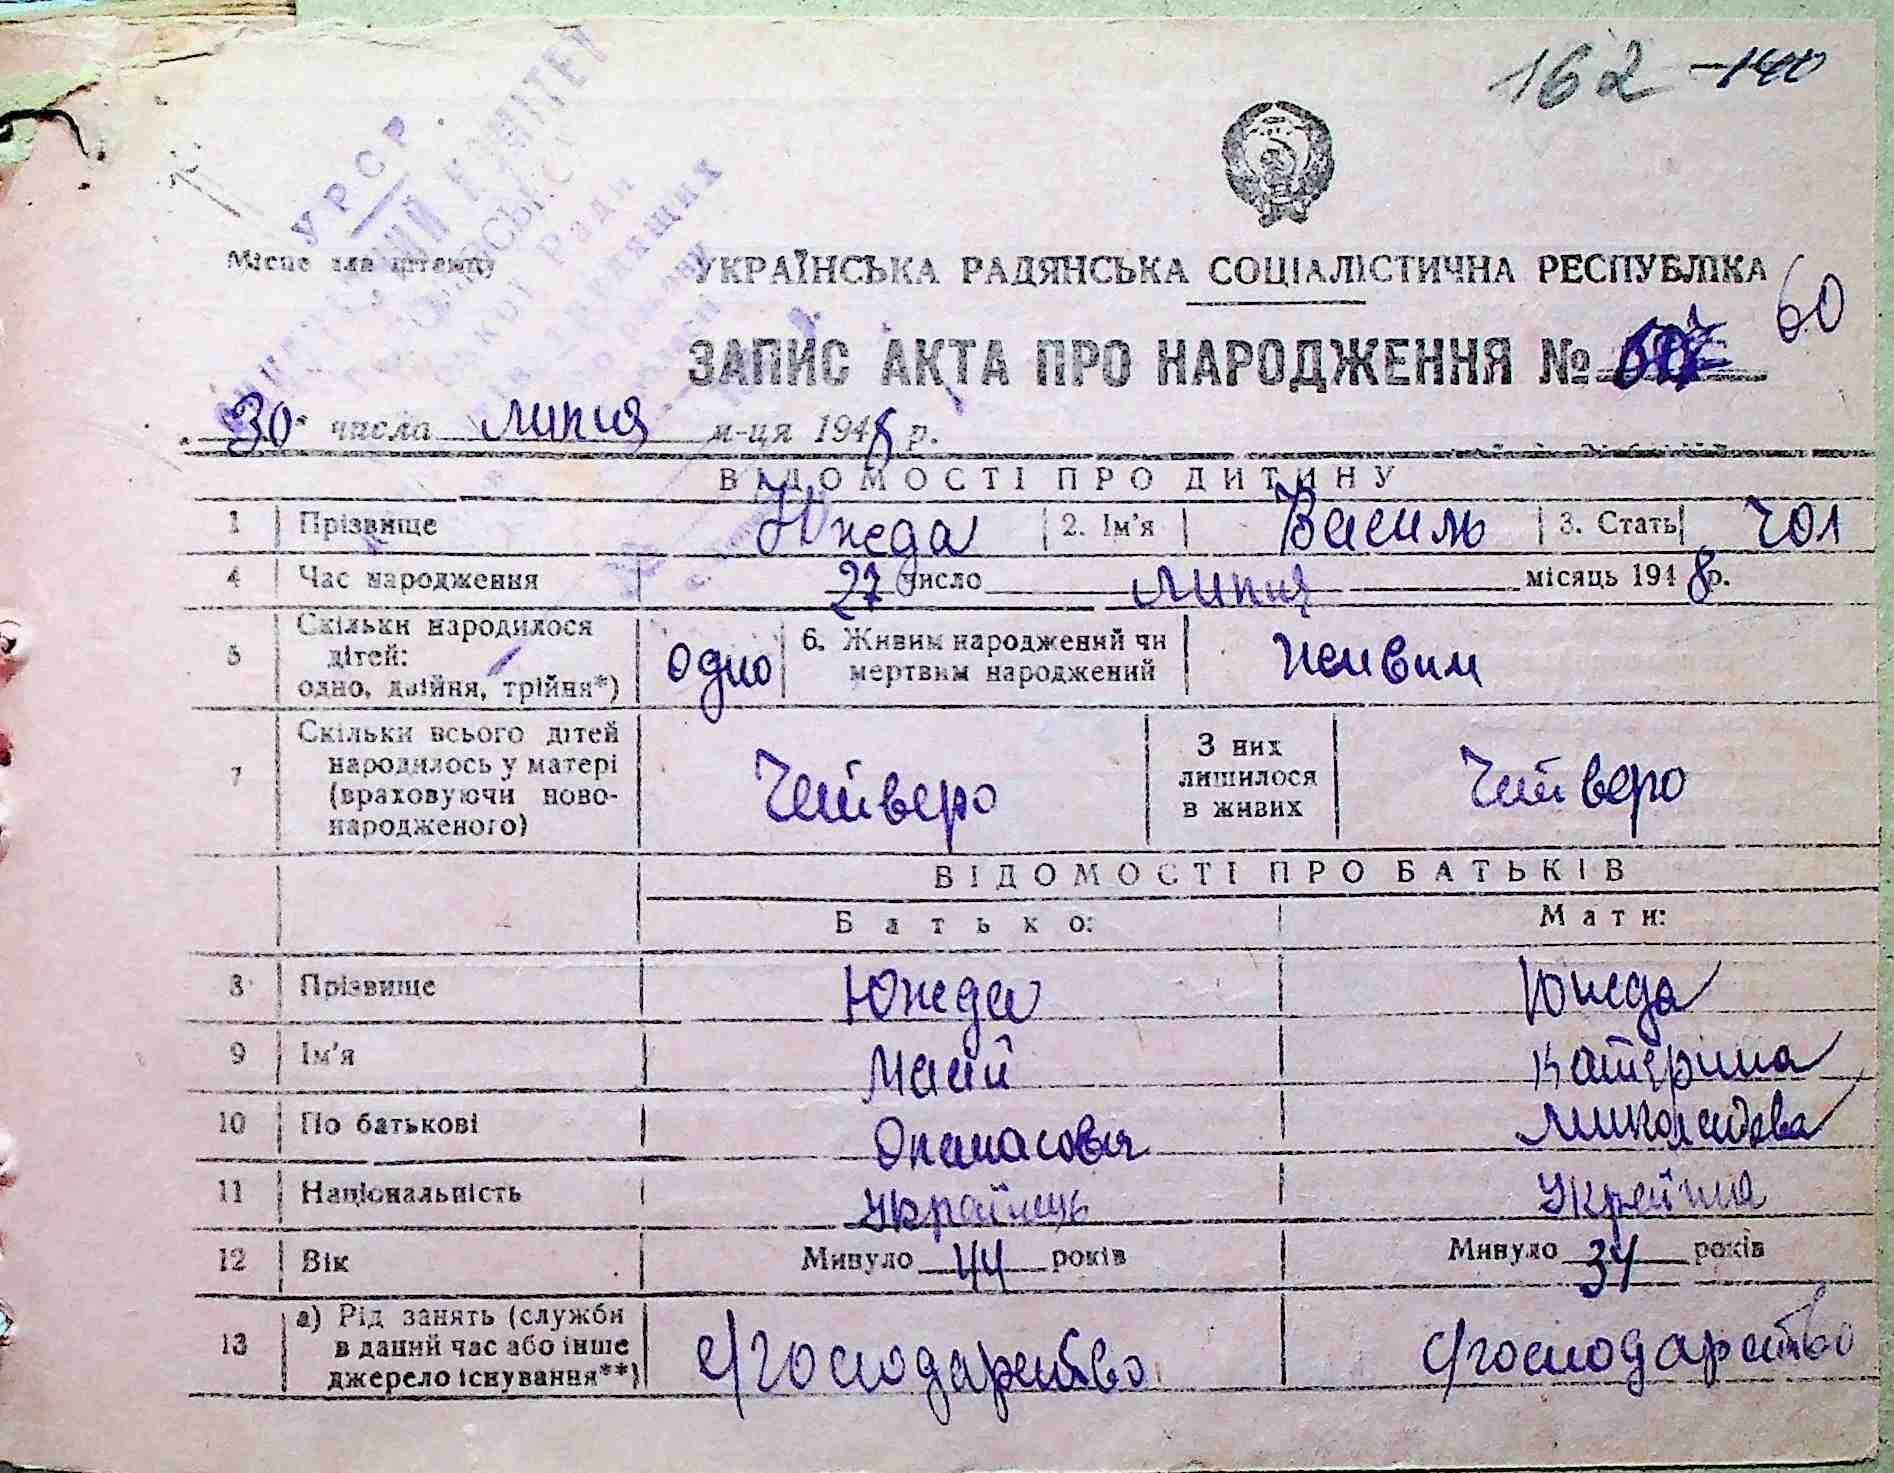 162 140
УРСР
Місце для штампу
УКРАЇНСЬКА РАДЯНСЬКА СОЦІАЛІСТИЧНА РЕСПУБЛІКА
ЗАПИС АКТА ПРО НАРОДЖЕННЯ № 60
30 числа липня м-ця 1948 р.
ВІДОМОСТІ ПРО ДИТИНУ
1 Прізвище Южда 2. Ім'я Василь 3. Стать чол
4 Час народження 27 число липня місяць 1948 р.
5 Скільки народилося дітей: одно, двійня, трійня*) одно 6. Живим народжений чи мертвим народжений живим
7 Скільки всього дітей народилось у матері (враховуючи новонародженого) Четверо З них лишилося в живих Четверо
ВІДОМОСТІ ПРО БАТЬКІВ
Батько: Мати:
8 Прізвище Южда Южда
9 Ім'я Катерина
10 По батькові Опанасович Миколаєвна
11 Національність Українець Українка
12 Вік Минуло 44 років Минуло 34 років
13 а) Рід занять (служби в даний час або інше джерело існування**) с/господарство с/господарство